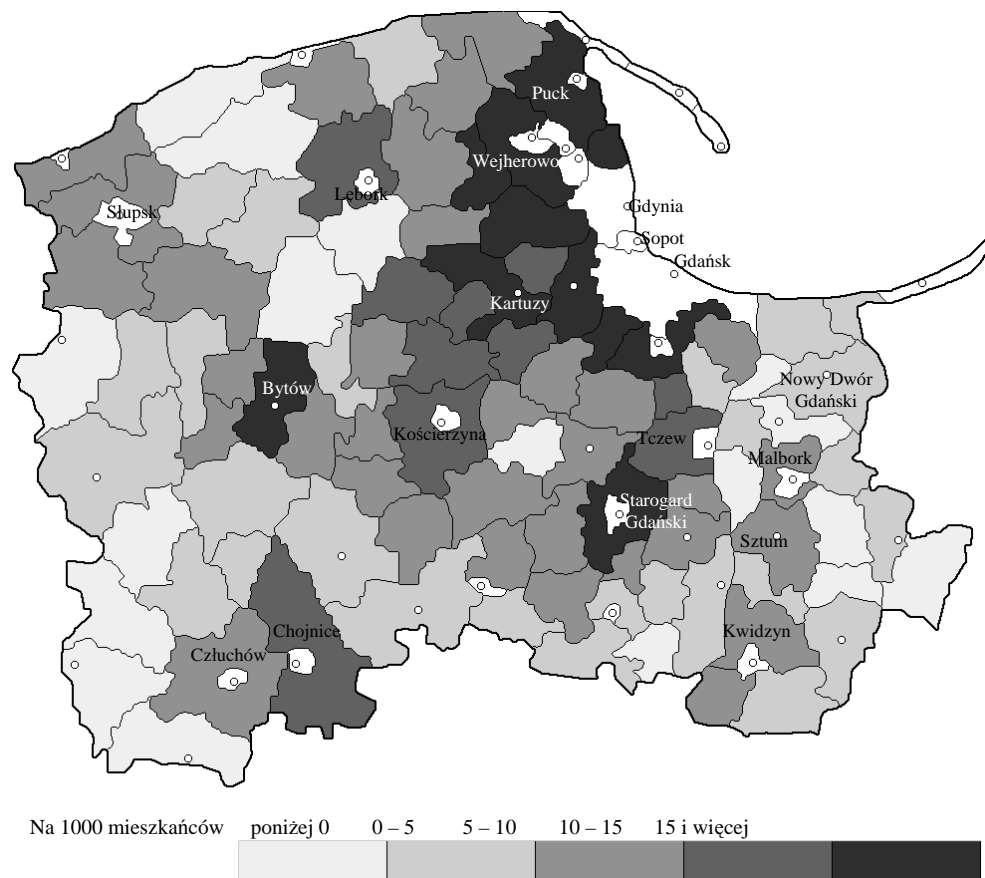 Puck
Wejherowo
Lębork
Słupsk
Gdynia
Sopot
Gdańsk
Kartuzy
Bytów
Nowy Dwór
Gdański
Kościerzyna
Tczew
Malbork
Starogard
Gdański
Sztum
Chojnice
Kwidzyn
Człuchów
Na 1000 mieszkańców poniżej 0 0 – 5 5 – 10 10 – 15 15 i więcej